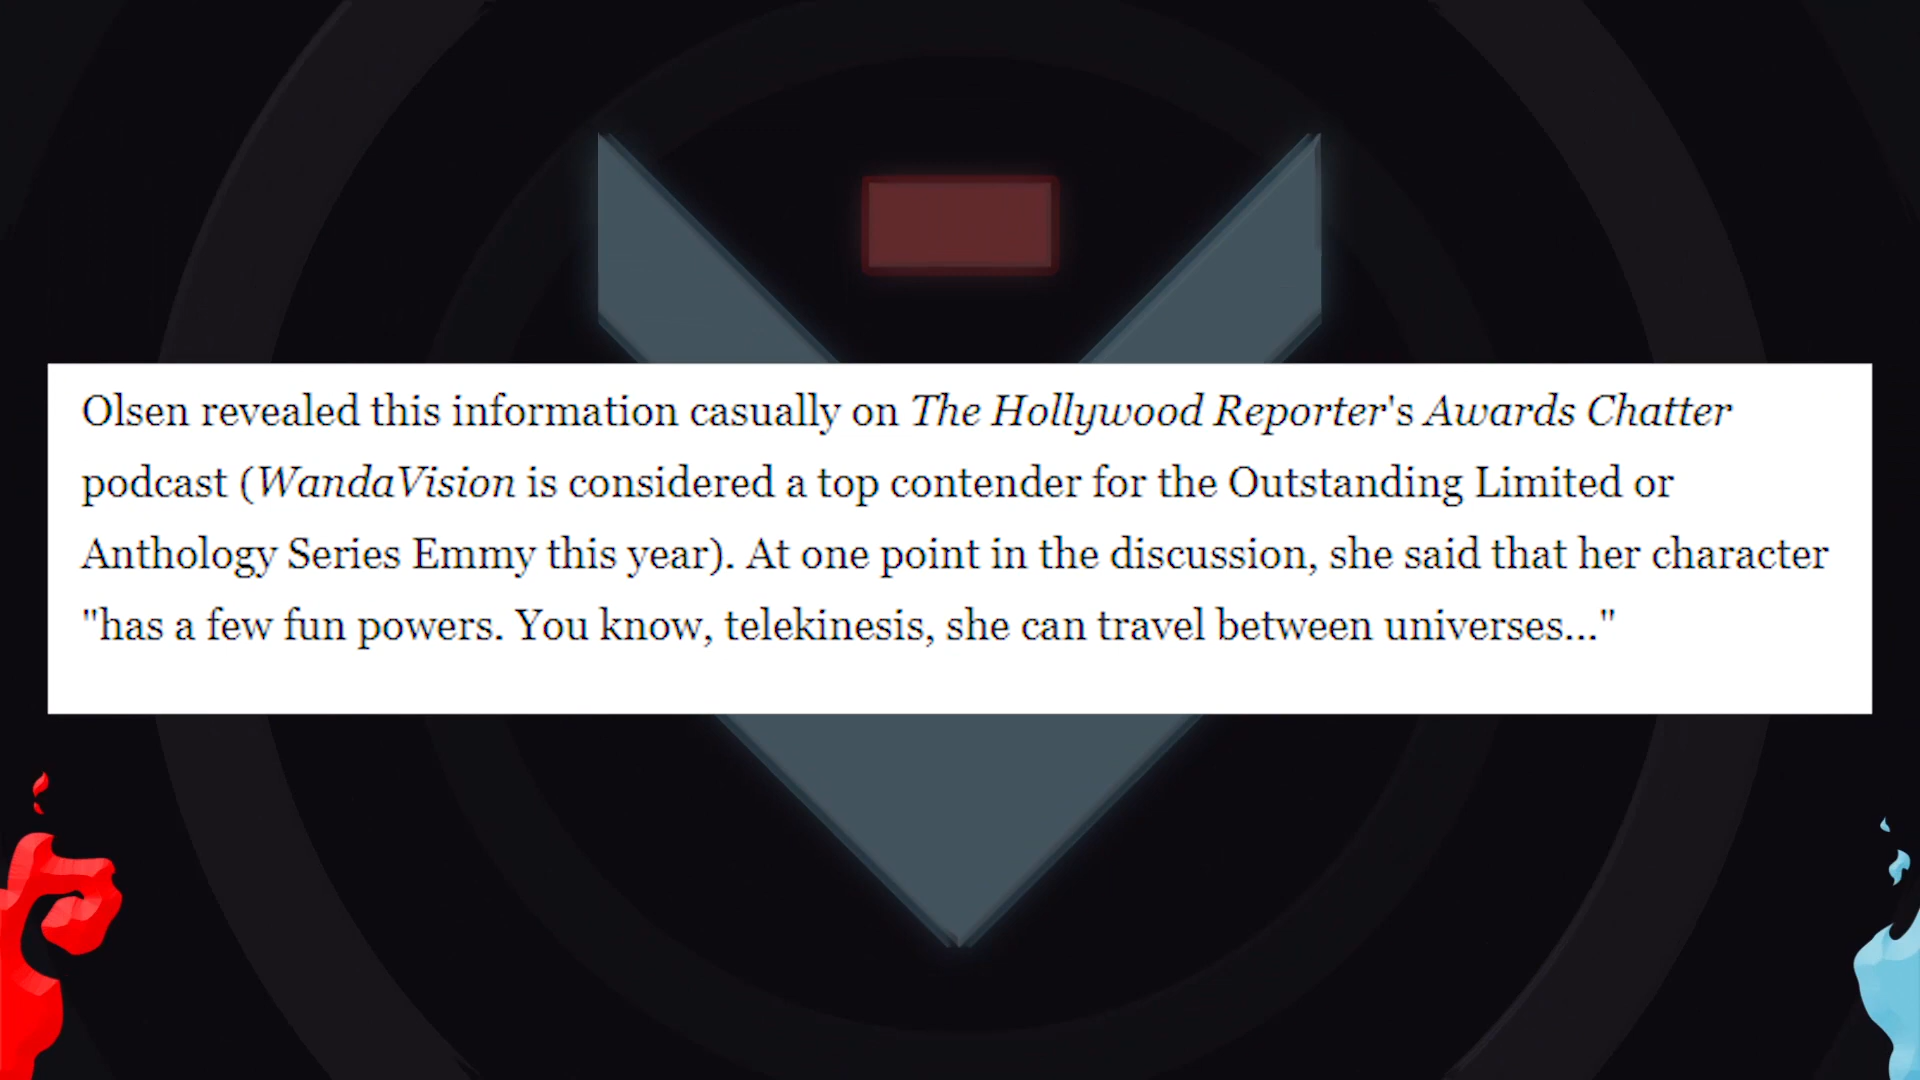 Olsen revealed this information casually on The Hollywood Reporter's Awards Chatter
podcast (WandaVision is considered a top contender for the Outstanding Limited or
Anthology Series Emmy this year). At one point in the discussion, she said that her character
"has a few fun powers. You know, telekinesis, she can travel between universes..."